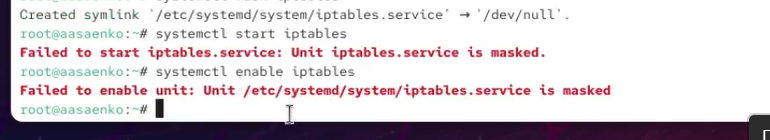 Created symlink '/etc/systemd/system/iptables.service' → '/dev/null'.
root@aasaenko:~# systemctl start iptables
Failed to start iptables.service: Unit iptables.service is masked.
root@aasaenko:~# systemctl enable iptables
Failed to enable unit: Unit /etc/systemd/system/iptables.service is masked
root@aasaenko:~#